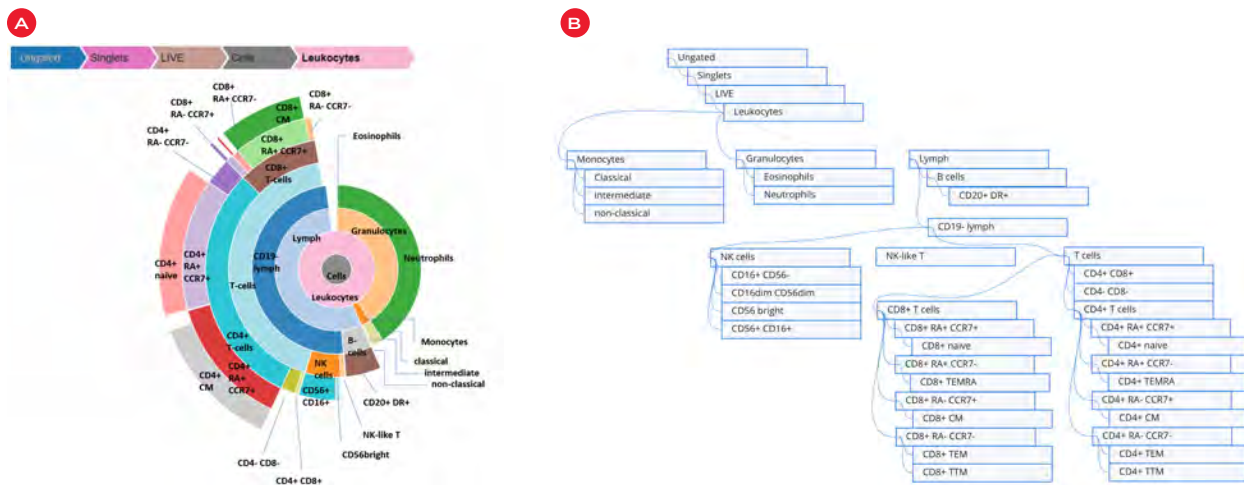 A
Ungated
Singlets
LIVE
Cells
Leukocytes
CD8+
RA+ CCR7-
CD8+
RA- CCR7+
CD4+
RA- CCR7-
CD8+
CM
CD8+
RA- CCR7-
CD8+
RA+ CCR7+
CD8+
T-cells
Eosinophils
Granulocytes
Lymph
Neutrophils
CD4+
naive
CD4+
RA+
CCR7+
CD19-
lymph
Cells
T-cells
Leukocytes
CD4+
T-cells
B-
cells
Monocytes
classical
intermediate
non-classical
CD4+
CM
CD4+
RA+
CCR7+
NK
cells
CD56+
CD16+
CD20+ DR+
NK-like T
CD56bright
CD4- CD8-
CD4+ CD8+
B
Ungated
Singlets
LIVE
Leukocytes
Monocytes
Classical
intermediate
non-classical
Granulocytes
Eosinophils
Neutrophils
Lymph
B cells
CD20+ DR+
CD19- lymph
NK cells
CD16+ CD56-
CD16dim CD56dim
CD56 bright
CD56+ CD16+
NK-like T
T cells
CD4+ CD8+
CD4- CD8-
CD8+ T cells
CD8+ RA+ CCR7+
CD8+ naive
CD8+ RA+ CCR7-
CD8+ TEMRA
CD8+ RA- CCR7+
CD8+ CM
CD8+ RA- CCR7-
CD8+ TEM
CD8+ TTM
CD4+ T cells
CD4+ RA+ CCR7+
CD4+ naive
CD4+ RA+ CCR7-
CD4+ TEMRA
CD4+ RA- CCR7+
CD4+ CM
CD4+ RA- CCR7-
CD4+ TEM
CD4+ TTM